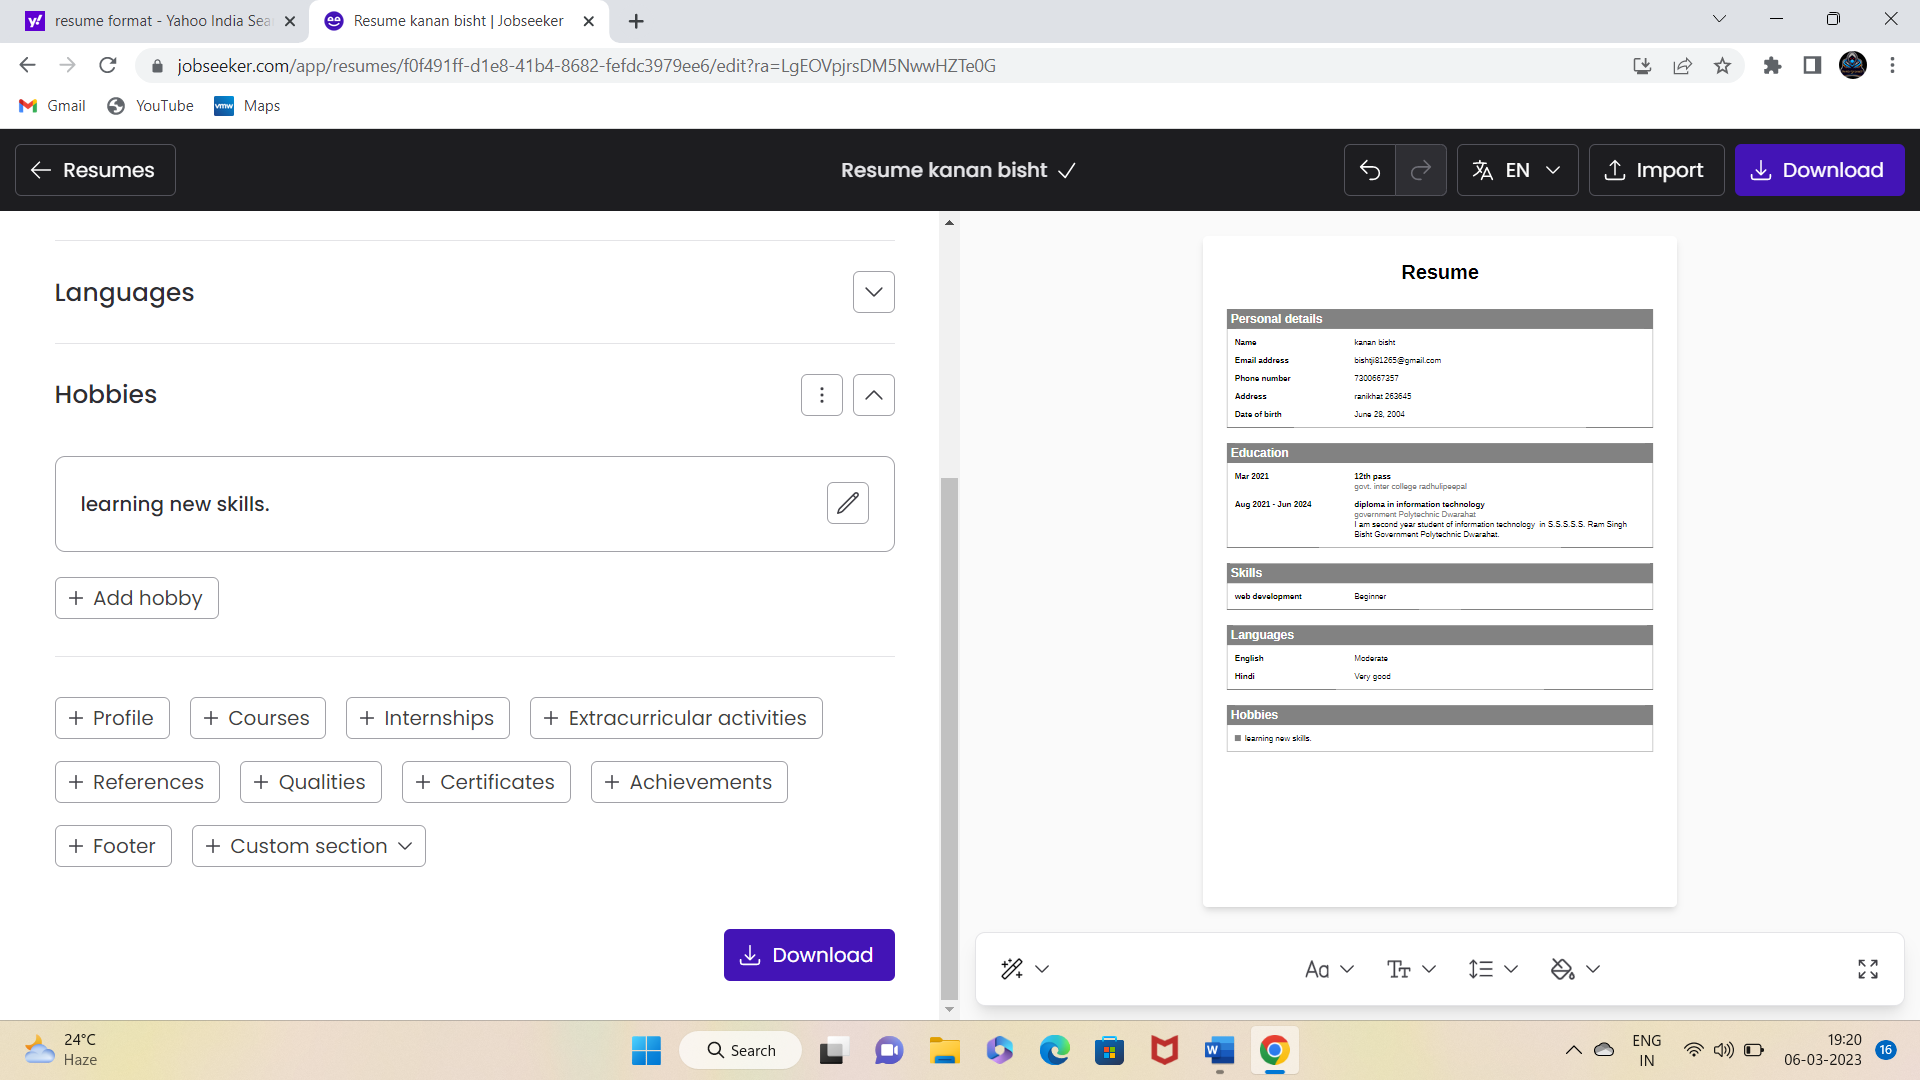 resume format - Yahoo India Sea
Resume kanan bisht | Jobseeker
jobseeker.com/app/resumes/f0f491ff-d1e8-41b4-8682-fefdc3979ee6/edit?ra=LgEOVpjrsDM5NwwHZTe0G
Gmail
YouTube
vmw
Maps
Resumes
Resume kanan bisht
EN
Import
Download
Languages
Hobbies
learning new skills.
+ Add hobby
+ Profile
+ Courses
+ Internships
+ Extracurricular activities
+ References
+ Qualities
+ Certificates
+ Achievements
+ Footer
+ Custom section
Download
Resume
Personal details
Name kanan bisht
Email address bishtji81265@gmail.com
Phone number 7300667357
Address ranikhat 263645
Date of birth June 28, 2004
Education
Mar 2021 12th pass
govt. inter college radhulipeepal
Aug 2021 - Jun 2024 diploma in information technology
government Polytechnic Dwarahat
I am second year student of information technology in S.S.S.S.S. Ram Singh
Bisht Government Polytechnic Dwarahat.
Skills
web development Beginner
Languages
English Moderate
Hindi Very good
Hobbies
learning new skills.
Aa
TT
24°C
Haze
Search
W
ENG
IN
19:20
06-03-2023
16